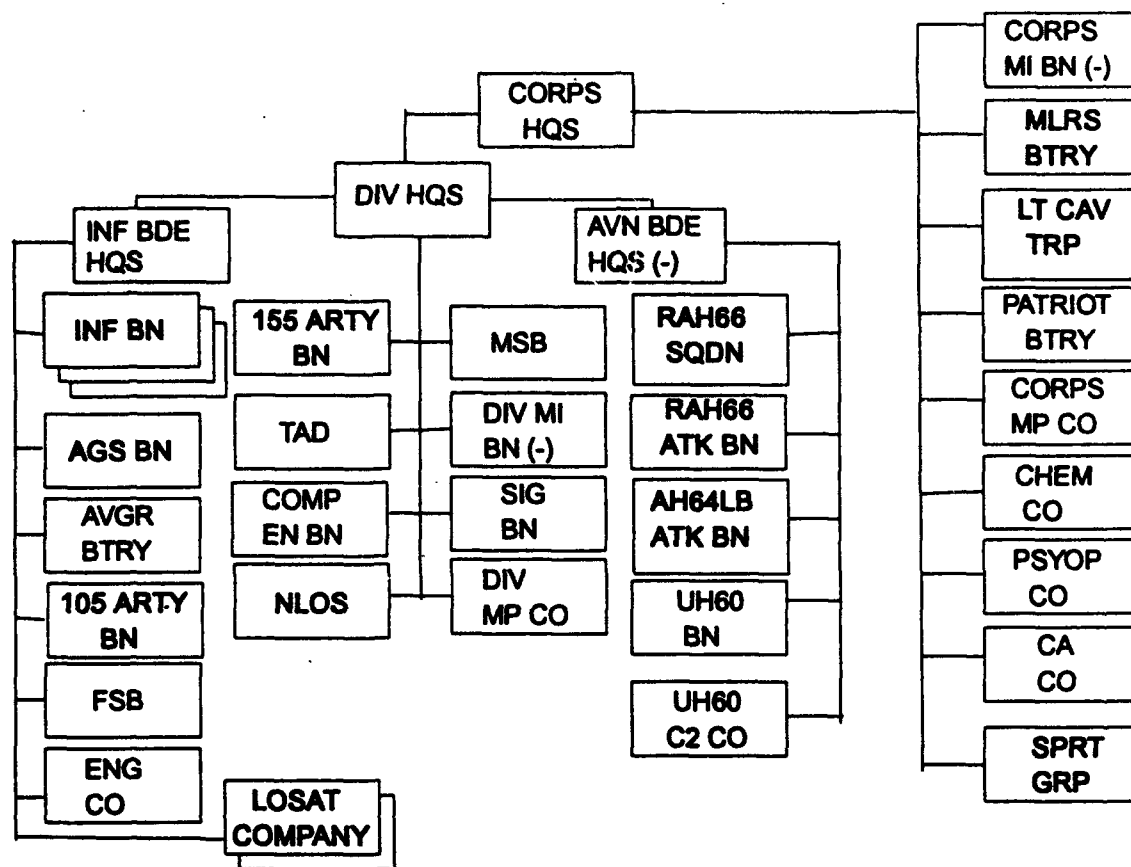 CORPS
HQS
DIV HQS
INF BDE
HQS
INF BN
AGS BN
AVGR
BTRY
105 ARTY
BN
FSB
ENG
CO
LOSAT
COMPANY
155 ARTY
BN
TAD
COMP
EN BN
NLOS
MSB
DIV MI
BN (-)
SIG
BN
DIV
MP CO
AVN BDE
HQS (-)
RAH66
SQDN
RAH66
ATK BN
AH64LB
ATK BN
UH60
BN
UH60
C2 CO
CORPS
MI BN (-)
MLRS
BTRY
LT CAV
TRP
PATRIOT
BTRY
CORPS
MP CO
CHEM
CO
PSYOP
CO
CA
CO
SPRT
GRP